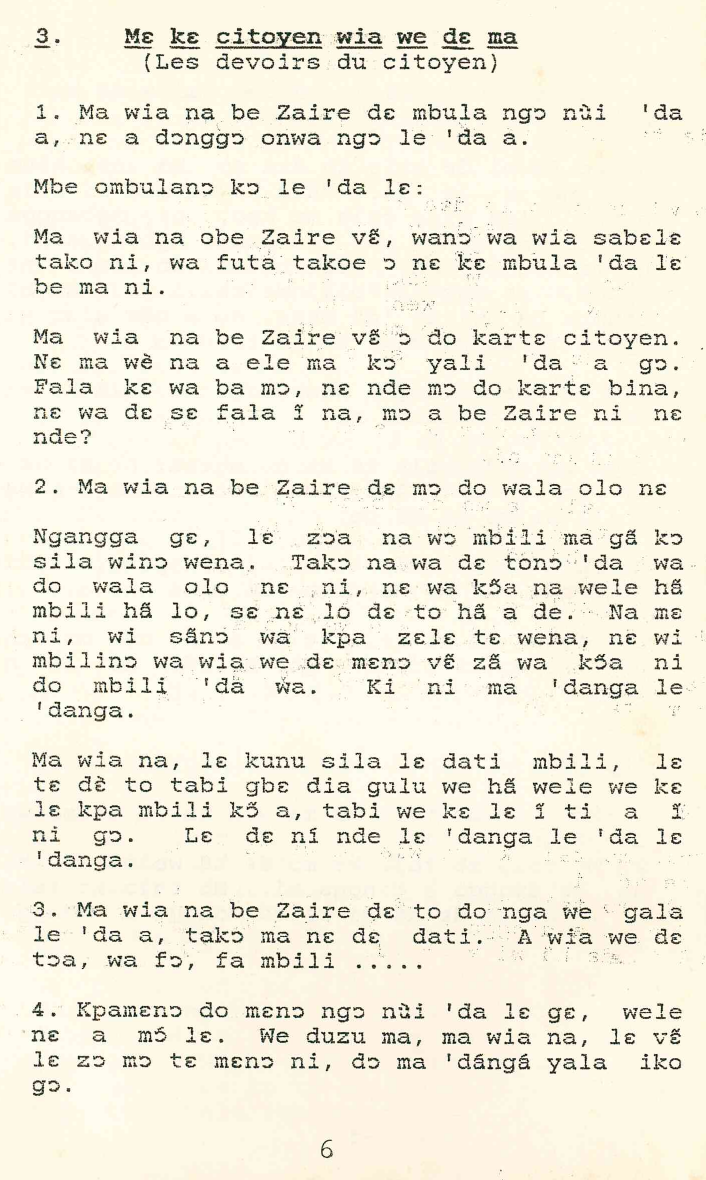 3. Mɛ kɛ citoyen wia we dɛ ma
(Les devoirs du citoyen)
1. Ma wia na be Zaire dɛ mbula ngɔ nùi 'da
a, nɛ a dɔnggɔ onwa ngɔ le 'da a.
Mbe ombulanɔ kɔ le 'da lɛ:
Ma wia na obe Zaire vɛ̃, wanɔ wa wia sabɛlɛ
tako ni, wa futa takoe ɔ nɛ kɛ mbula 'da lɛ
be ma ni.
Ma wia na be Zaire vɛ̃ ɔ do kartɛ citoyen.
Nɛ ma wè na a ele ma kɔ yali 'da a gɔ.
Fala kɛ wa ba mɔ, nɛ nde mɔ do kartɛ bina,
nɛ wa dɛ sɛ fala ĩ na, mɔ a be Zaire ni nɛ
nde?
2. Ma wia na be Zaire dɛ mɔ do wala olo nɛ
Ngangga gɛ, lɛ zɔa na wɔ mbili ma gã kɔ
sila winɔ wena. Takɔ na wa dɛ tonɔ 'da wa
do wala olo nɛ ni, nɛ wa kɔ̃a na wele hã
mbili hã lo, sɛ nɛ lo dɛ to hã a de. Na mɛ
ni, wi sãnɔ wa kpa zɛlɛ tɛ wena, nɛ wi
mbilinɔ wa wia we dɛ mɛnɔ vɛ̃ zã wa kɔ̃a ni
do mbili 'da wa. Ki ni ma 'danga le
'danga.
Ma wia na, lɛ kunu sila lɛ dati mbili, lɛ
tɛ dè to tabi gbɛ dia gulu we hã wele we kɛ
lɛ kpa mbili kɔ̃ a, tabi we kɛ lɛ ĩ ti a ĩ
ni gɔ. Lɛ dɛ ní nde lɛ 'danga le 'da lɛ
'danga.
3. Ma wia na be Zaire dɛ to do nga we gala
le 'da a, takɔ ma nɛ dɛ dati. A wia we dɛ
tɔa, wa fɔ, fa mbili .....
4. Kpamɛnɔ do mɛnɔ ngɔ nùi 'da lɛ gɛ, wele
nɛ a mɔ̃ lɛ. We duzu ma, ma wia na, lɛ vɛ̃
lɛ zɔ mɔ tɛ mɛnɔ ni, dɔ ma 'dángá yala iko
gɔ.
6